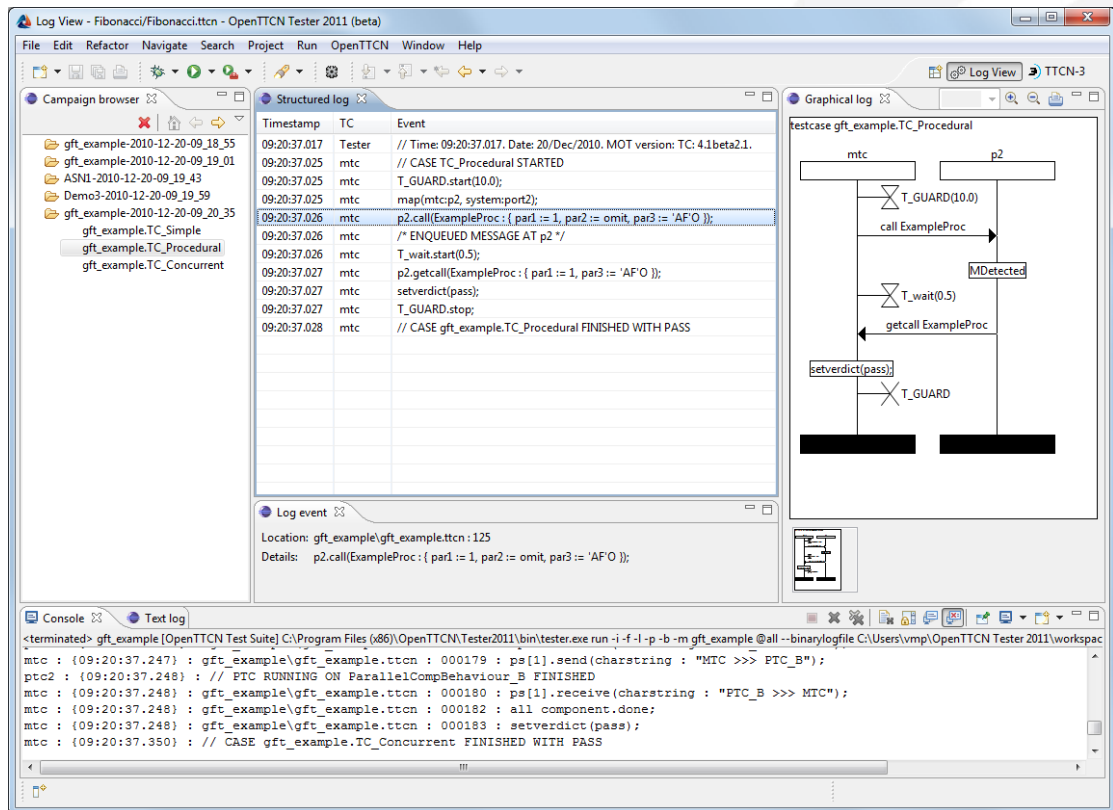 Log View - Fibonacci/Fibonacci.ttcn - OpenTTCN Tester 2011 (beta)
File Edit Refactor Navigate Search Project Run OpenTTCN Window Help
Log View TTCN-3
Campaign browser
gft_example-2010-12-20-09_18_55
gft_example-2010-12-20-09_19_01
ASN1-2010-12-20-09_19_43
Demo3-2010-12-20-09_19_59
gft_example-2010-12-20-09_20_35
gft_example.TC_Simple
gft_example.TC_Procedural
gft_example.TC_Concurrent
Structured log
Timestamp TC Event
09:20:37.017 Tester // Time: 09:20:37.017. Date: 20/Dec/2010. MOT version: TC: 4.1beta2.1.
09:20:37.025 mtc // CASE TC_Procedural STARTED
09:20:37.025 mtc T_GUARD.start(10.0);
09:20:37.025 mtc map(mtc:p2, system:port2);
09:20:37.026 mtc p2.call(ExampleProc : { par1 := 1, par2 := omit, par3 := 'AF'O });
09:20:37.026 mtc /* ENQUEUED MESSAGE AT p2 */
09:20:37.026 mtc T_wait.start(0.5);
09:20:37.027 mtc p2.getcall(ExampleProc : { par1 := 1, par3 := 'AF'O });
09:20:37.027 mtc setverdict(pass);
09:20:37.027 mtc T_GUARD.stop;
09:20:37.028 mtc // CASE gft_example.TC_Procedural FINISHED WITH PASS
Log event
Location: gft_example\gft_example.ttcn : 125
Details: p2.call(ExampleProc : { par1 := 1, par2 := omit, par3 := 'AF'O });
Graphical log
testcase gft_example.TC_Procedural
mtc p2
T_GUARD(10.0)
call ExampleProc
MDetected
T_wait(0.5)
getcall ExampleProc
setverdict(pass);
T_GUARD
Console Text log
<terminated> gft_example [OpenTTCN Test Suite] C:\Program Files (x86)\OpenTTCN\Tester2011\bin\tester.exe run -i -f -l -p -b -m gft_example @all --binarylogfile C:\Users\vmp\OpenTTCN Tester 2011\workspac
mtc : {09:20:37.247} : gft_example\gft_example.ttcn : 000179 : ps[1].send(charstring : "MTC >>> PTC_B");
ptc2 : {09:20:37.248} : // PTC RUNNING ON ParallelCompBehaviour_B FINISHED
mtc : {09:20:37.248} : gft_example\gft_example.ttcn : 000180 : ps[1].receive(charstring : "PTC_B >>> MTC");
mtc : {09:20:37.248} : gft_example\gft_example.ttcn : 000182 : all component.done;
mtc : {09:20:37.248} : gft_example\gft_example.ttcn : 000183 : setverdict(pass);
mtc : {09:20:37.350} : // CASE gft_example.TC_Concurrent FINISHED WITH PASS